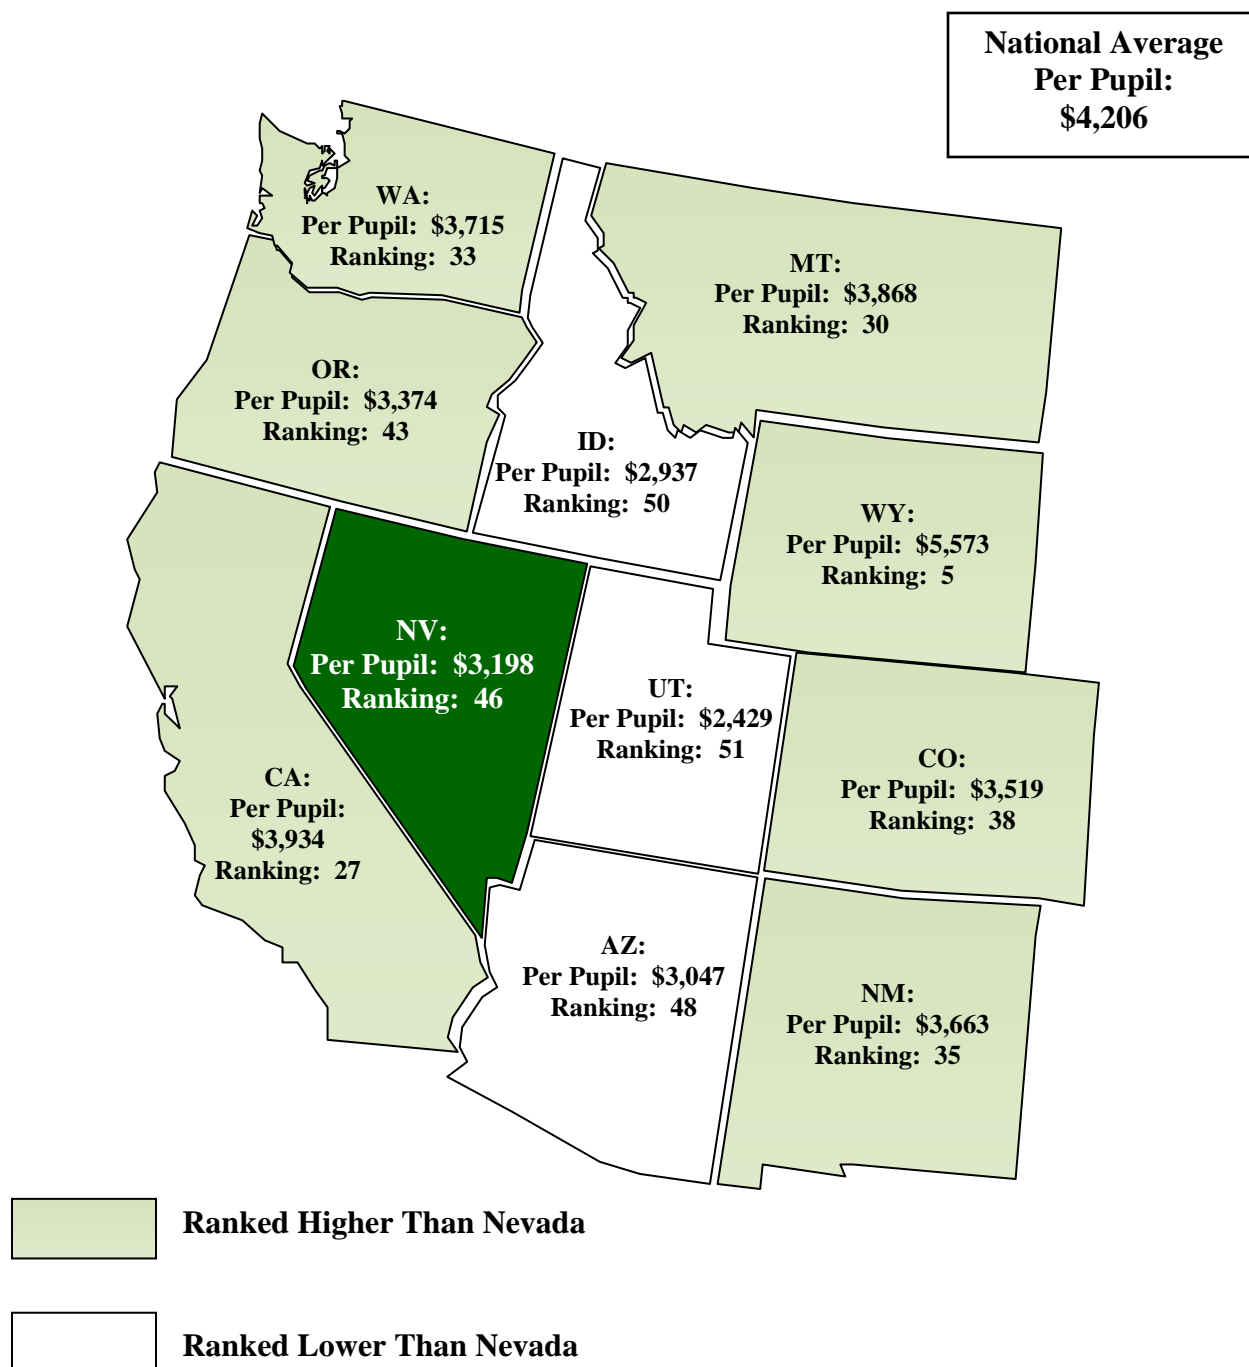 National Average
Per Pupil:
$4,206
WA:
Per Pupil: $3,715
Ranking: 33
MT:
Per Pupil: $3,868
Ranking: 30
OR:
Per Pupil: $3,374
Ranking: 43
ID:
Per Pupil: $2,937
Ranking: 50
WY:
Per Pupil: $5,573
Ranking: 5
NV:
Per Pupil: $3,198
Ranking: 46
UT:
Per Pupil: $2,429
Ranking: 51
CO:
Per Pupil: $3,519
Ranking: 38
CA:
Per Pupil:
$3,934
Ranking: 27
AZ:
Per Pupil: $3,047
Ranking: 48
NM:
Per Pupil: $3,663
Ranking: 35
Ranked Higher Than Nevada
Ranked Lower Than Nevada